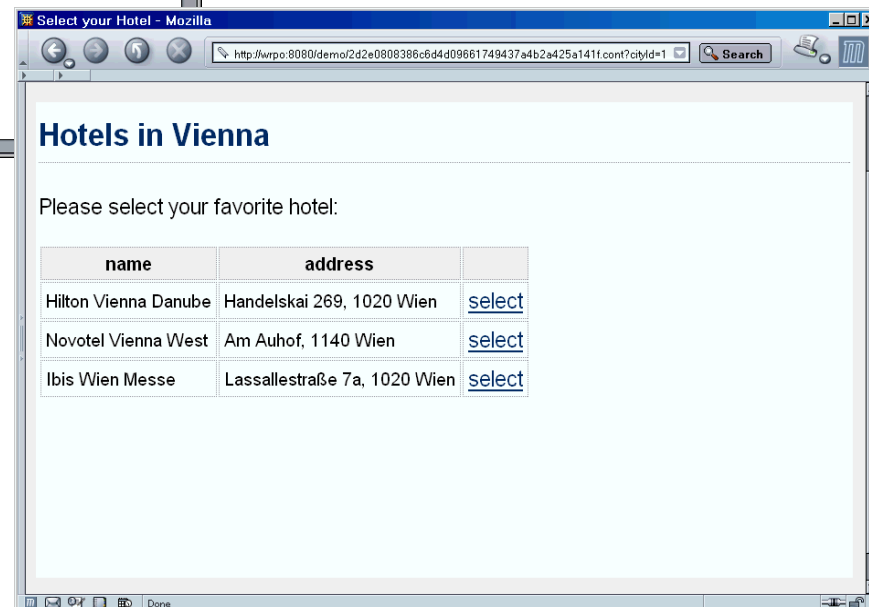 Select your Hotel - Mozilla
http://wrpo:8080/demo/2d2e0808386c6d4d09661749437a4b2a425a141f.cont?cityId=1 Search
Hotels in Vienna
Please select your favorite hotel:
name address
Hilton Vienna Danube Handelskai 269, 1020 Wien select
Novotel Vienna West Am Auhof, 1140 Wien select
Ibis Wien Messe Lassallestraße 7a, 1020 Wien select
Done